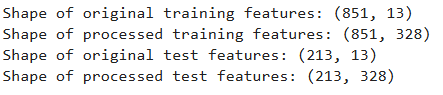 Shape of original training features: (851, 13)
Shape of processed training features: (851, 328)
Shape of original test features: (213, 13)
Shape of processed test features: (213, 328)